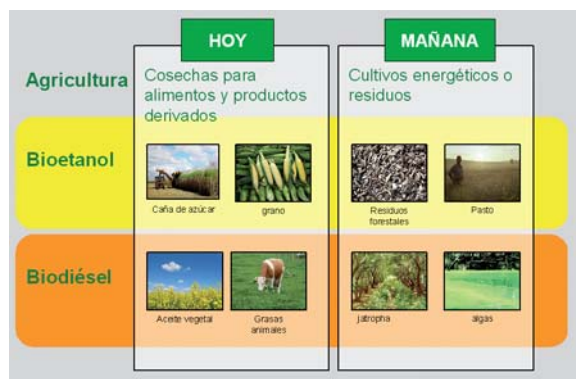 HOY
MAÑANA
Agricultura
Cosechas para
alimentos y productos
derivados
Cultivos energéticos o
residuos
Bioetanol
Caña de azúcar
grano
Residuos
forestales
Pasto
Biodiésel
Aceite vegetal
Grasas
animales
jatropha
algas